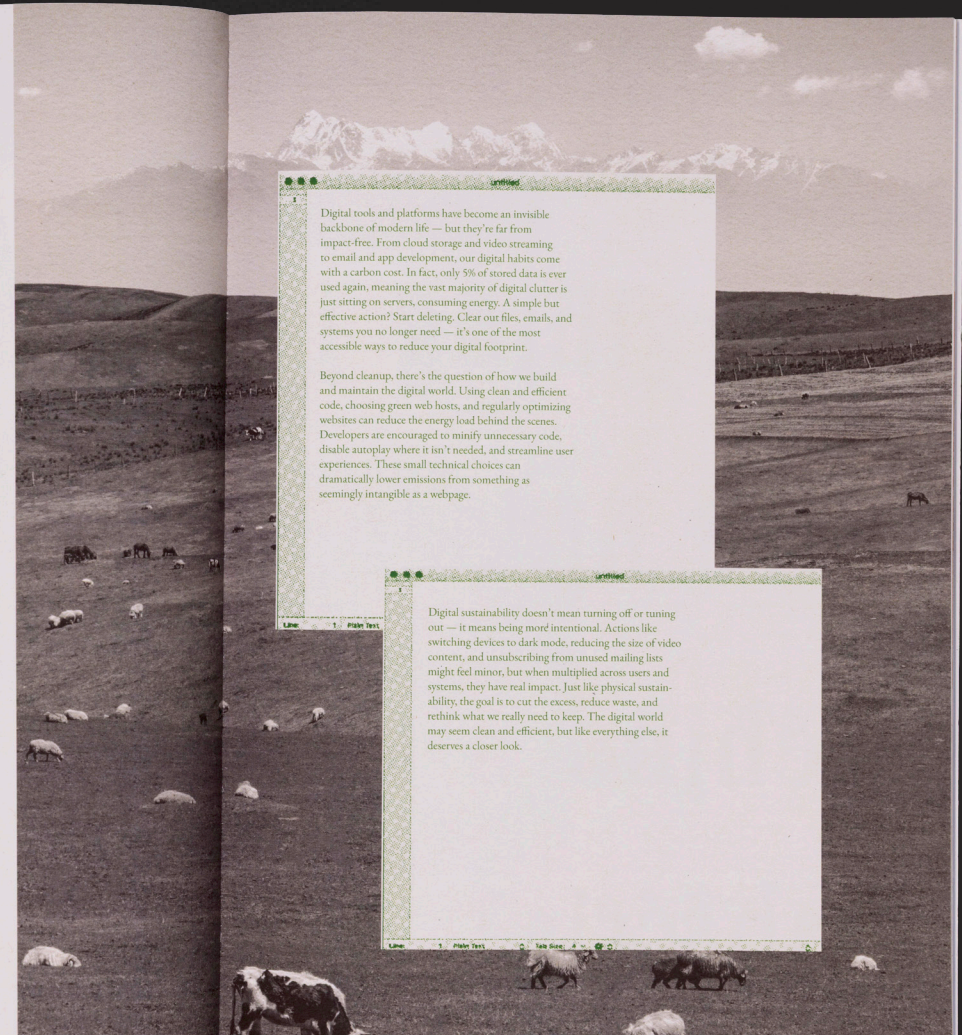 untitled
1
Digital tools and platforms have become an invisible
backbone of modern life — but they're far from
impact-free. From cloud storage and video streaming
to email and app development, our digital habits come
with a carbon cost. In fact, only 5% of stored data is ever
used again, meaning the vast majority of digital clutter is
just sitting on servers, consuming energy. A simple but
effective action? Start deleting. Clear out files, emails, and
systems you no longer need — it's one of the most
accessible ways to reduce your digital footprint.
Beyond cleanup, there's the question of how we build
and maintain the digital world. Using clean and efficient
code, choosing green web hosts, and regularly optimizing
websites can reduce the energy load behind the scenes.
Developers are encouraged to minify unnecessary code,
disable autoplay where it isn't needed, and streamline user
experiences. These small technical choices can
dramatically lower emissions from something as
seemingly intangible as a webpage.
Line: 1 Plain Text
untitled
1
Digital sustainability doesn't mean turning off or tuning
out — it means being more intentional. Actions like
switching devices to dark mode, reducing the size of video
content, and unsubscribing from unused mailing lists
might feel minor, but when multiplied across users and
systems, they have real impact. Just like physical sustain-
ability, the goal is to cut the excess, reduce waste, and
rethink what we really need to keep. The digital world
may seem clean and efficient, but like everything else, it
deserves a closer look.
Line: 1 Plain Text Tab Size: 4